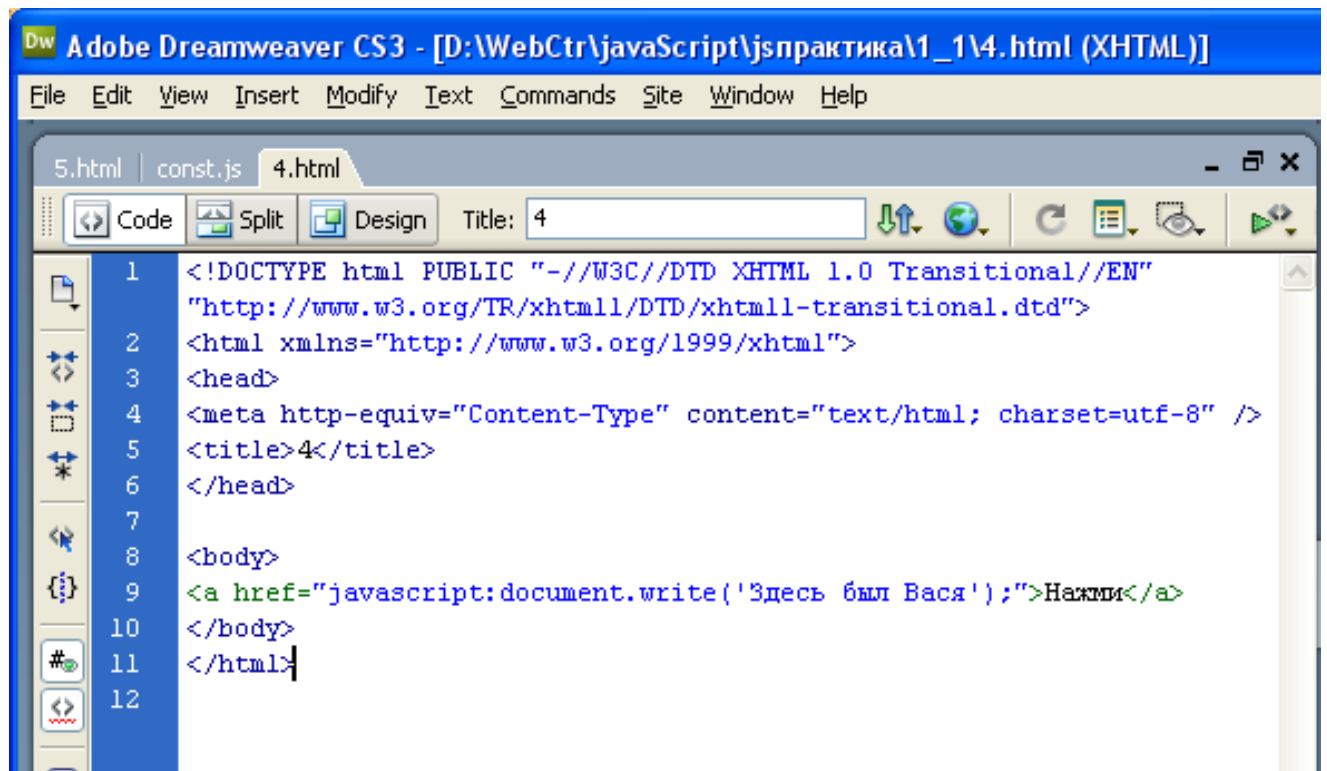 Dw Adobe Dreamweaver CS3 - [D:\WebCtr\javaScript\jsпрактика\1_1\4.html (XHTML)]
File Edit View Insert Modify Text Commands Site Window Help
5.html const.js 4.html
Code Split Design Title: 4
1 <!DOCTYPE html PUBLIC "-//W3C//DTD XHTML 1.0 Transitional//EN"
"http://www.w3.org/TR/xhtml1/DTD/xhtml1-transitional.dtd">
2 <html xmlns="http://www.w3.org/1999/xhtml">
3 <head>
4 <meta http-equiv="Content-Type" content="text/html; charset=utf-8" />
5 <title>4</title>
6 </head>
7
8 <body>
9 <a href="javascript:document.write('Здесь был Вася');">Нажми</a>
10 </body>
11 </html>
12